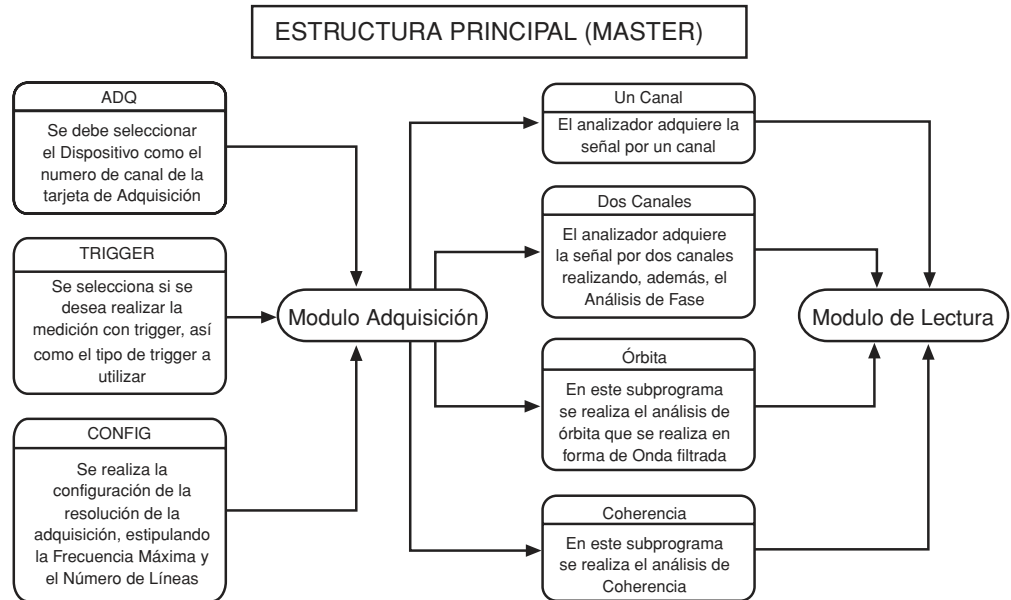 ESTRUCTURA PRINCIPAL (MASTER)
ADQ
Se debe seleccionar
el Dispositivo como el
numero de canal de la
tarjeta de Adquisición
TRIGGER
Se selecciona si se
desea realizar la
medición con trigger, así
como el tipo de trigger a
utilizar
CONFIG
Se realiza la
configuración de la
resolución de la
adquisición, estipulando
la Frecuencia Máxima y
el Número de Líneas
Modulo Adquisición
Un Canal
El analizador adquiere la
señal por un canal
Dos Canales
El analizador adquiere
la señal por dos canales
realizando, además, el
Análisis de Fase
Órbita
En este subprograma
se realiza el análisis de
órbita que se realiza en
forma de Onda filtrada
Coherencia
En este subprograma
se realiza el análisis de
Coherencia
Modulo de Lectura